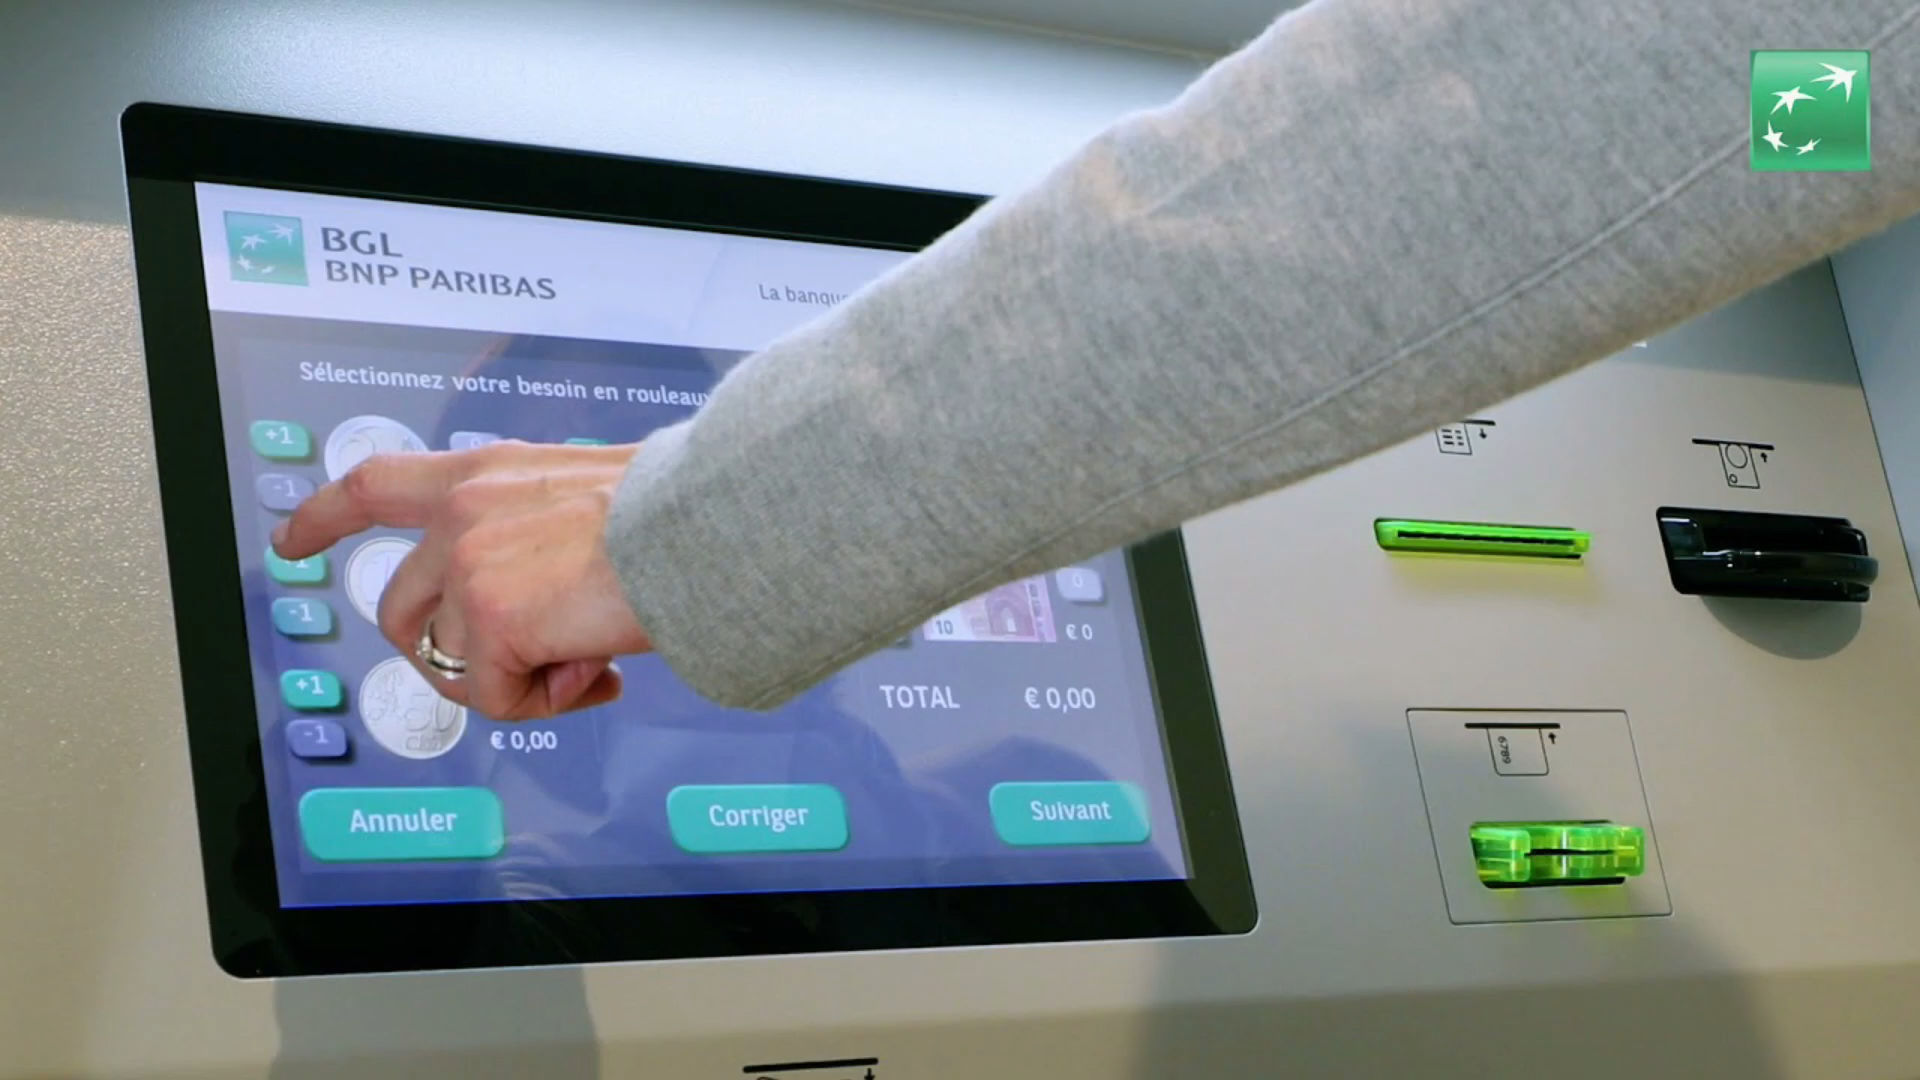 BGL
BNP PARIBAS
La banque
Sélectionnez votre besoin en rouleaux
+1
-1
-1
0
10
€ 0
+1
TOTAL € 0,00
-1
€ 0,00
Annuler
Corriger
Suivant
6789